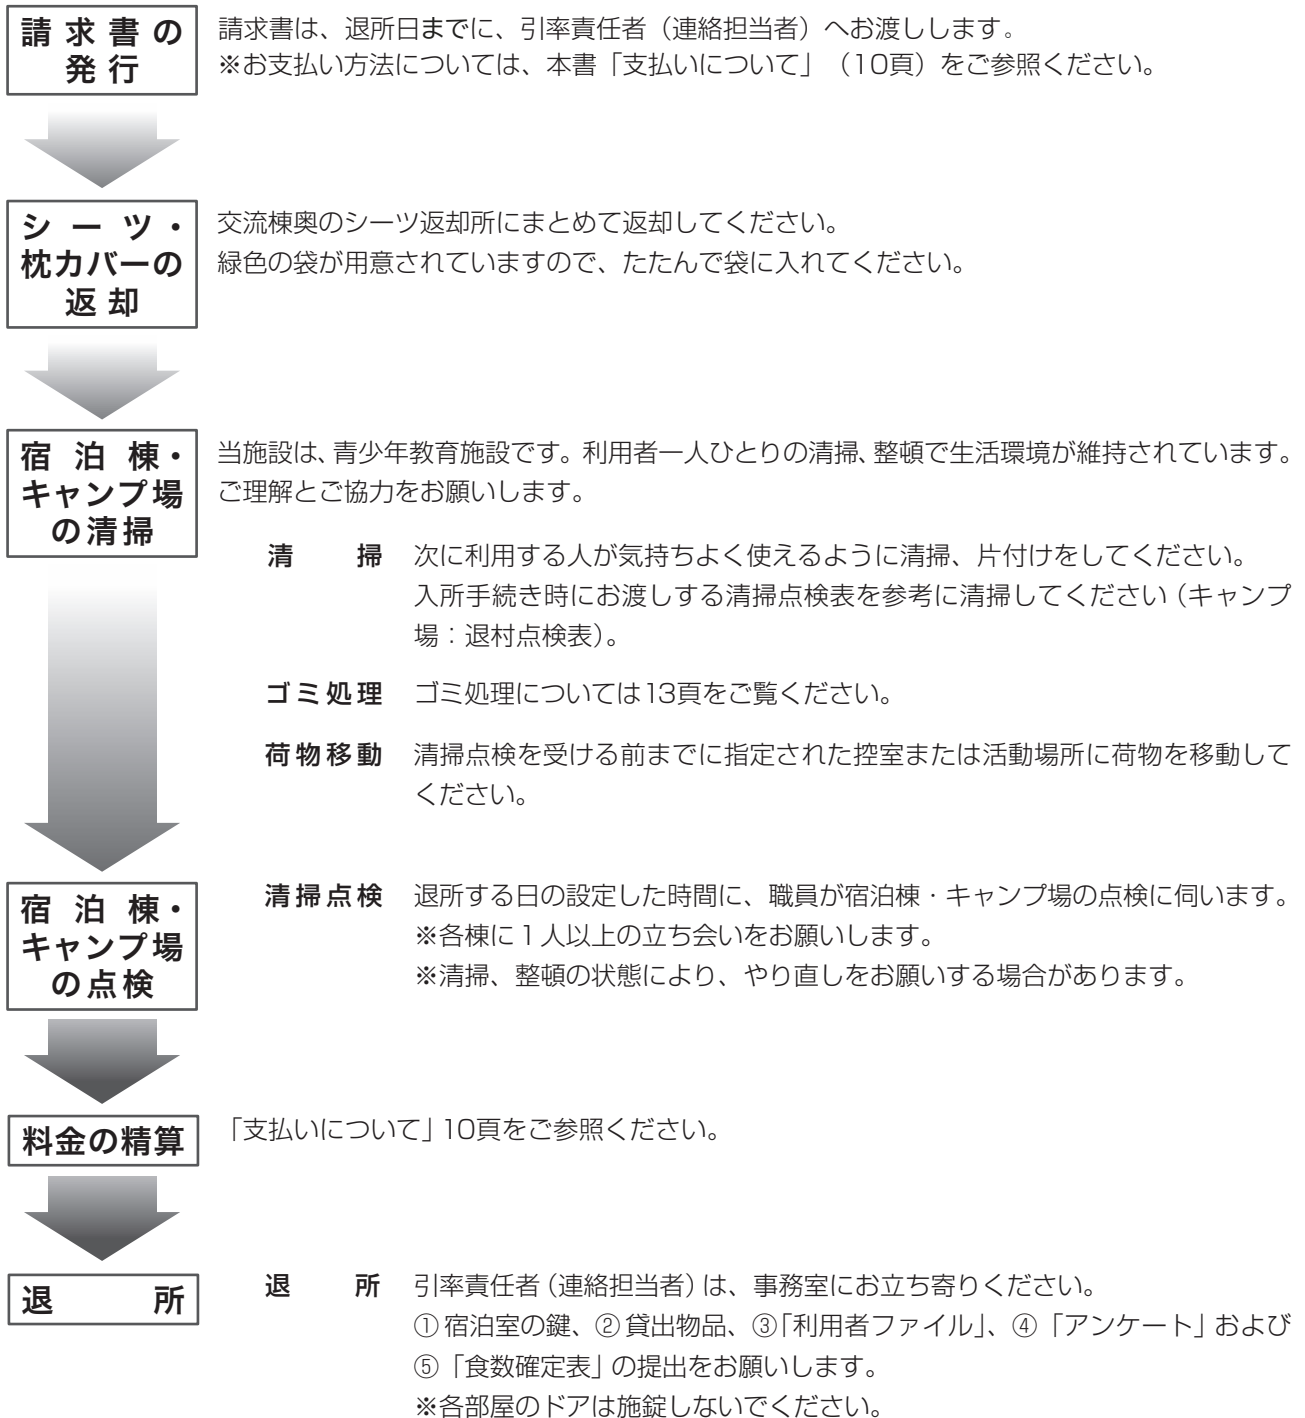 請求書の
発行
請求書は、退所日までに、引率責任者（連絡担当者）へお渡しします。
※お支払い方法については、本書「支払いについて」（10頁）をご参照ください。
シーツ・
枕カバーの
返却
交流棟奥のシーツ返却所にまとめて返却してください。
緑色の袋が用意されていますので、たたんで袋に入れてください。
宿泊棟・
キャンプ場
の清掃
当施設は、青少年教育施設です。利用者一人ひとりの清掃、整頓で生活環境が維持されています。
ご理解とご協力をお願いします。
清掃 次に利用する人が気持ちよく使えるように清掃、片付けをしてください。
入所手続き時にお渡しする清掃点検表を参考に清掃してください（キャンプ
場：退村点検表）。
ゴミ処理 ゴミ処理については13頁をご覧ください。
荷物移動 清掃点検を受ける前までに指定された控室または活動場所に荷物を移動して
ください。
宿泊棟・
キャンプ場
の点検
清掃点検 退所する日の設定した時間に、職員が宿泊棟・キャンプ場の点検に伺います。
※各棟に1人以上の立ち会いをお願いします。
※清掃、整頓の状態により、やり直しをお願いする場合があります。
料金の精算
「支払いについて」10頁をご参照ください。
退所
退所 引率責任者（連絡担当者）は、事務室にお立ち寄りください。
①宿泊室の鍵、②貸出物品、③「利用者ファイル」、④「アンケート」および
⑤「食数確定表」の提出をお願いします。
※各部屋のドアは施錠しないでください。